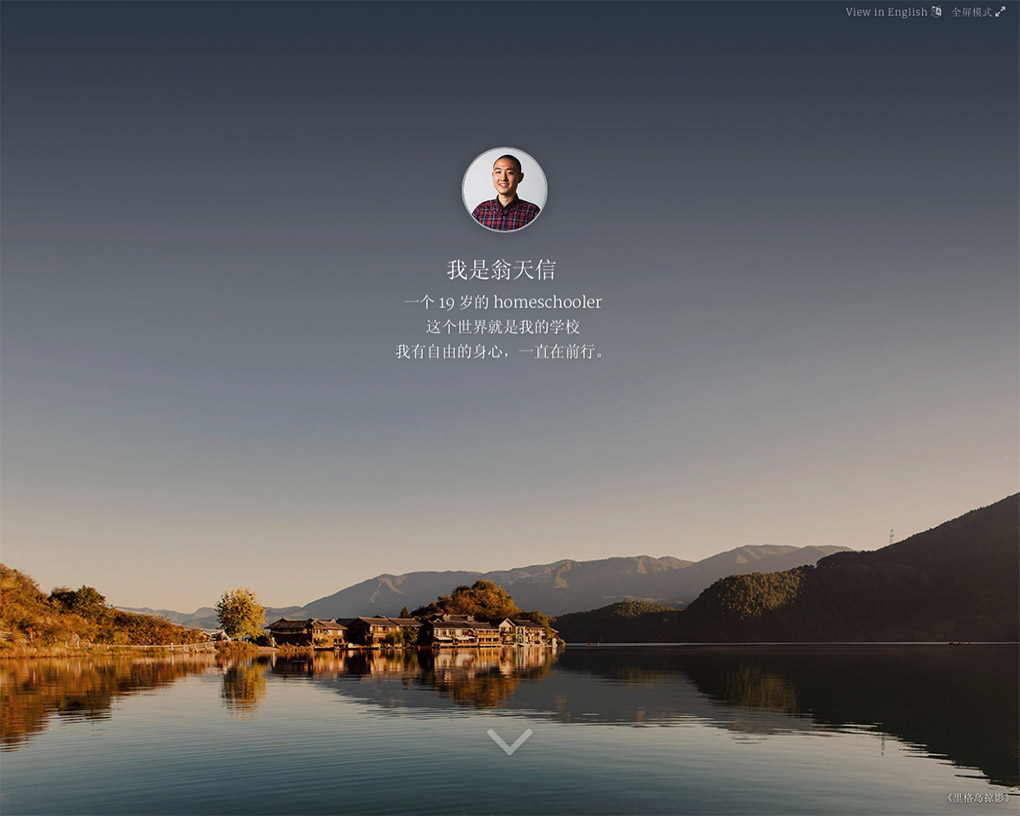 View in English 全屏模式
我是翁天信
一个 19 岁的 homeschooler
这个世界就是我的学校
我有自由的身心，一直在前行。
《里格岛掠影》